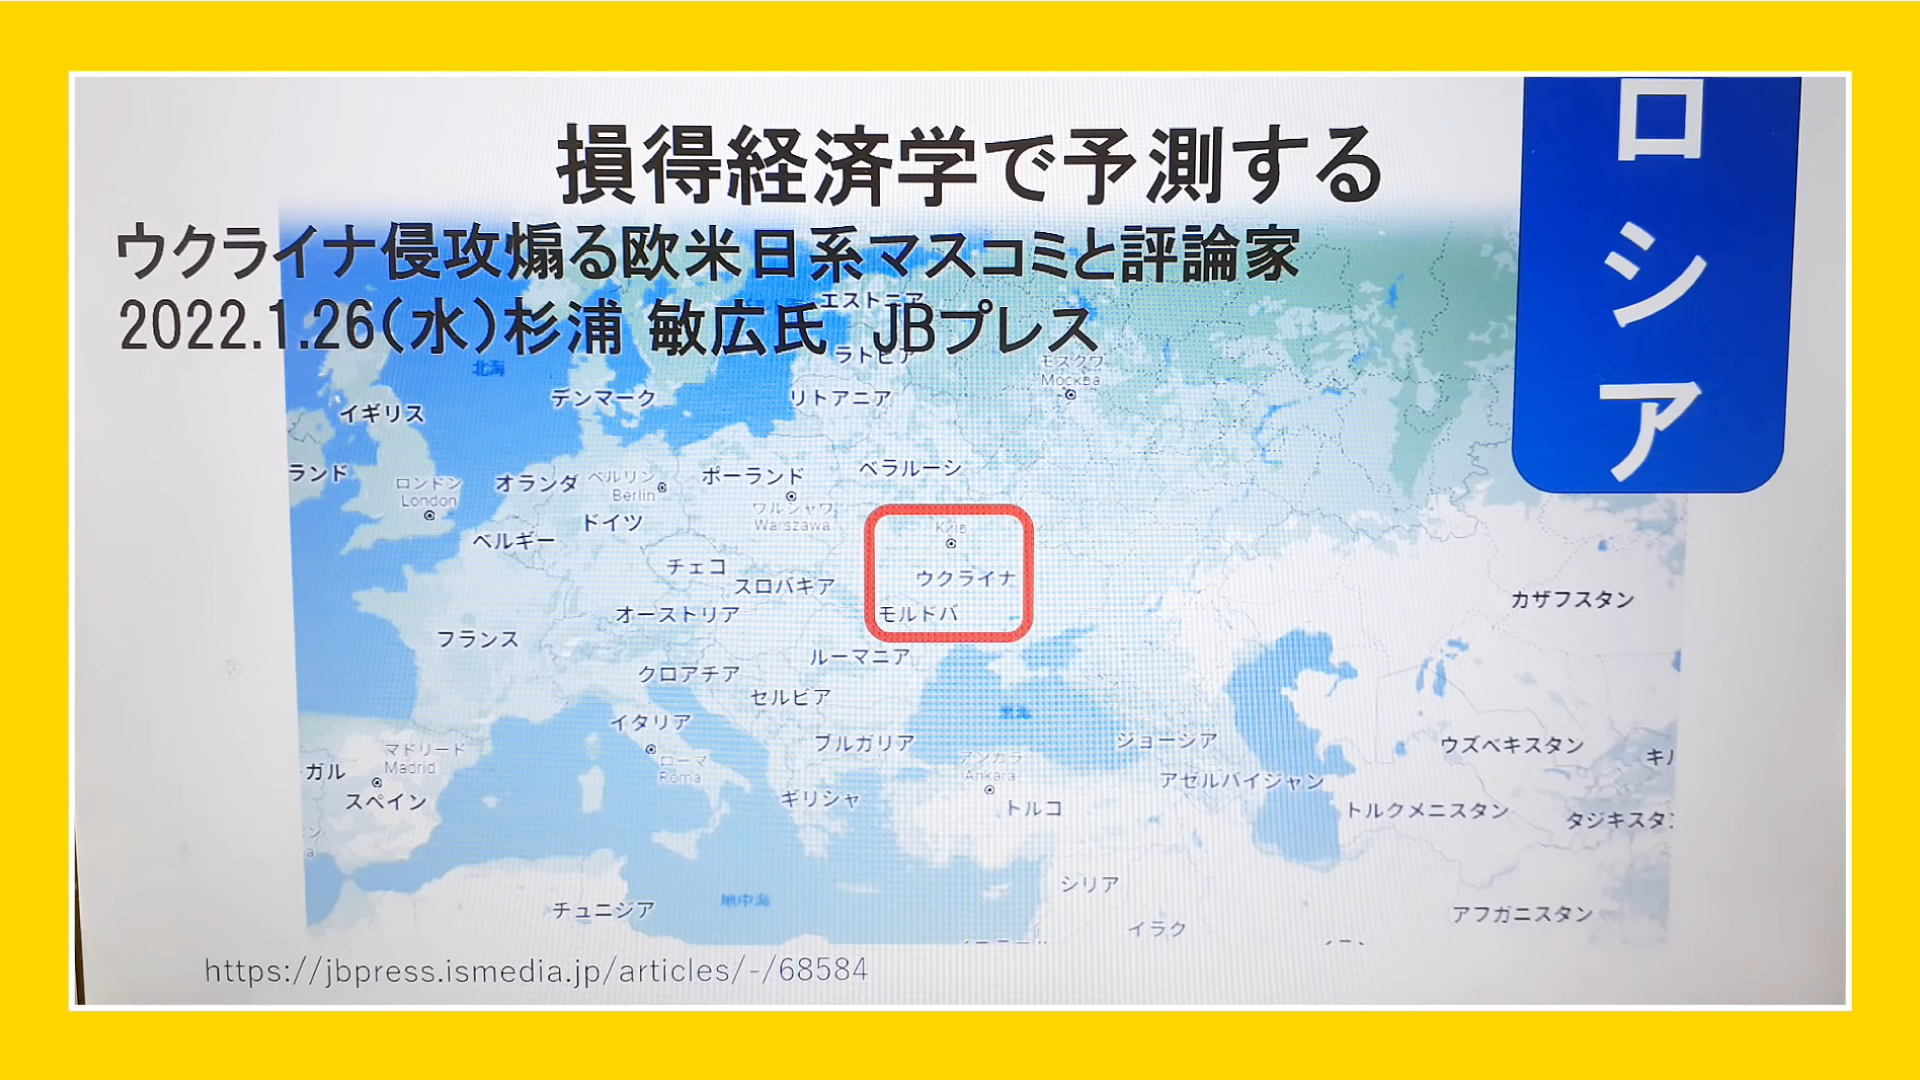 損得経済学で予測する
ロシア
ウクライナ侵攻煽る欧米日系マスコミと評論家
2022.1.26(水)杉浦 敏広氏 JBプレス
エストニア
ラトビア
北海
モスクワ
Москва
デンマーク
リトアニア
イギリス
ランド
ロンドン
London
オランダ
ベルリン
Berlin
ポーランド
ベラルーシ
ワルシャワ
Warszawa
ドイツ
ベルギー
Київ
チェコ
スロバキア
ウクライナ
カザフスタン
オーストリア
モルドバ
フランス
ルーマニア
クロアチア
セルビア
イタリア
黒海
ローマ
Roma
ブルガリア
ジョージア
ウズベキスタン
キル
マドリード
Madrid
ガル
スペイン
アンカラ
Ankara
アゼルバイジャン
ギリシャ
トルコ
トルクメニスタン
タジキスタン
シリア
地中海
チュニジア
イラク
アフガニスタン
https://jbpress.ismedia.jp/articles/-/68584